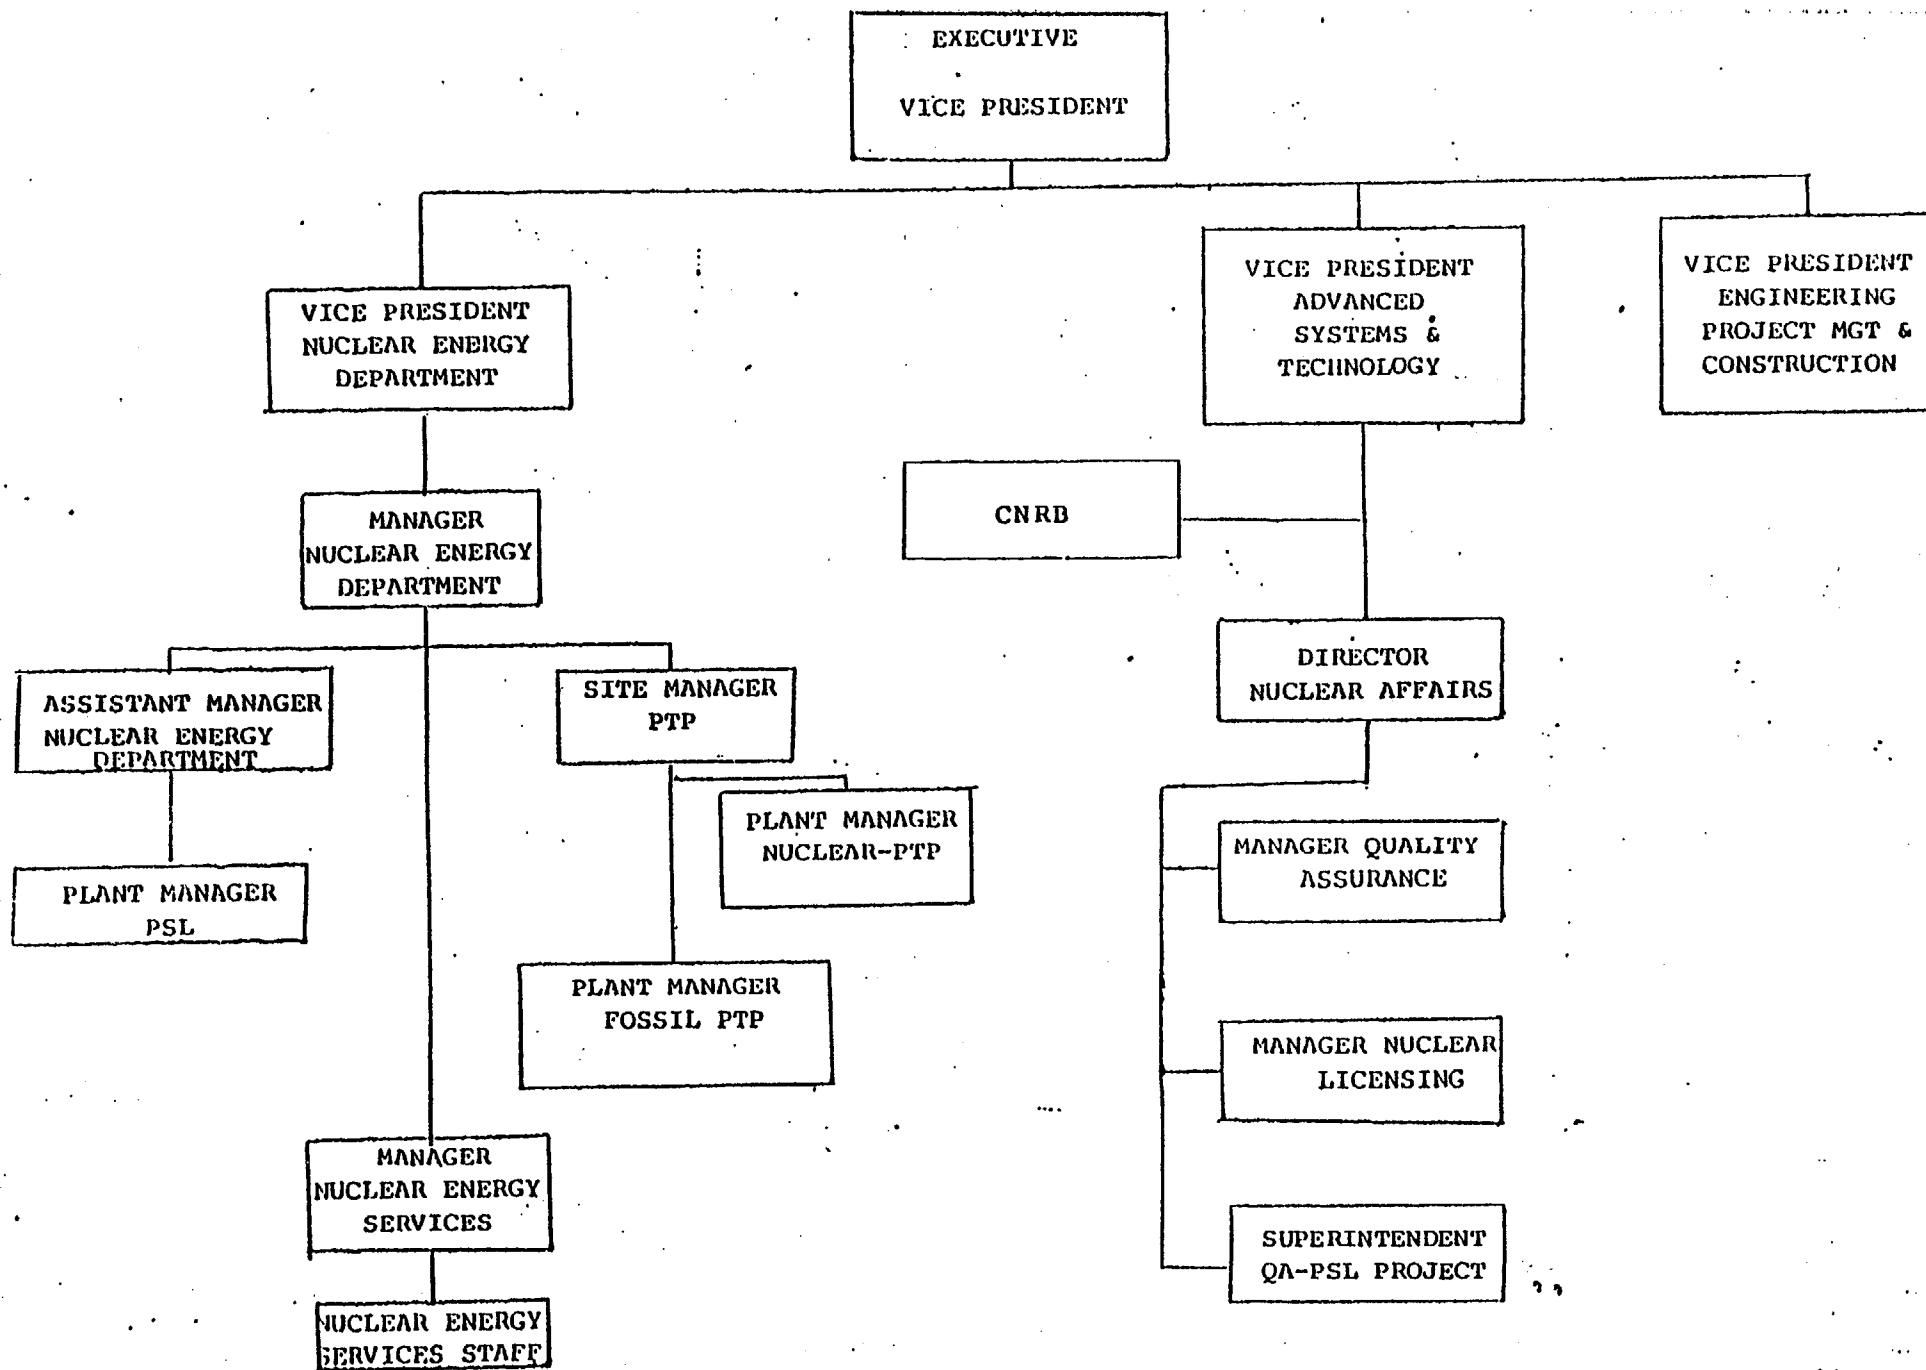 EXECUTIVE
VICE PRESIDENT
VICE PRESIDENT
NUCLEAR ENERGY
DEPARTMENT
VICE PRESIDENT
ADVANCED
SYSTEMS &
TECHNOLOGY
VICE PRESIDENT
ENGINEERING
PROJECT MGT &
CONSTRUCTION
CNRB
MANAGER
NUCLEAR ENERGY
DEPARTMENT
DIRECTOR
NUCLEAR AFFAIRS
ASSISTANT MANAGER
NUCLEAR ENERGY
DEPARTMENT
SITE MANAGER
PTP
PLANT MANAGER
NUCLEAR-PTP
PLANT MANAGER
PSL
PLANT MANAGER
FOSSIL PTP
MANAGER QUALITY
ASSURANCE
MANAGER NUCLEAR
LICENSING
SUPERINTENDENT
QA-PSL PROJECT
MANAGER
NUCLEAR ENERGY
SERVICES
NUCLEAR ENERGY
SERVICES STAFF